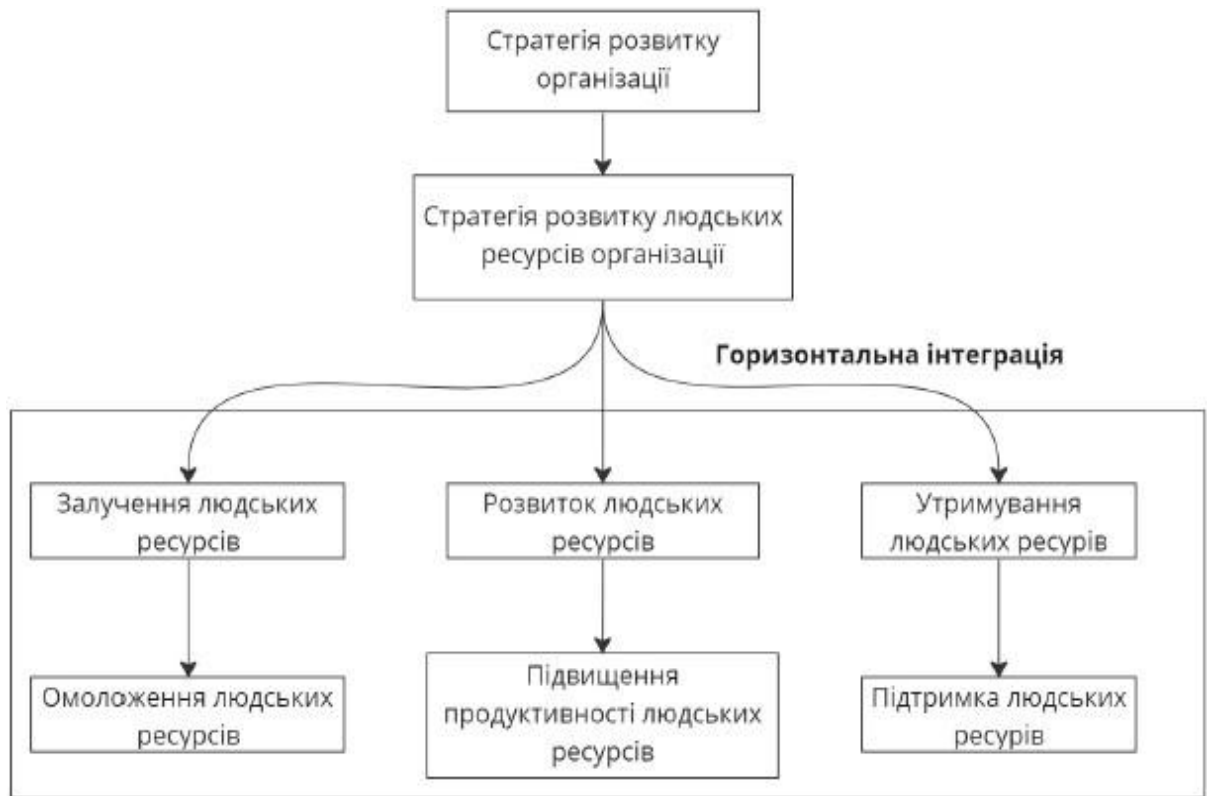 Стратегія розвитку
організації
Стратегія розвитку людських
ресурсів організації
Горизонтальна інтеграція
Залучення людських
ресурсів
Розвиток людських
ресурсів
Утримування
людських ресурів
Омоложення людських
ресурсів
Підвищення
продуктивності людських
ресурсів
Підтримка людських
ресурів